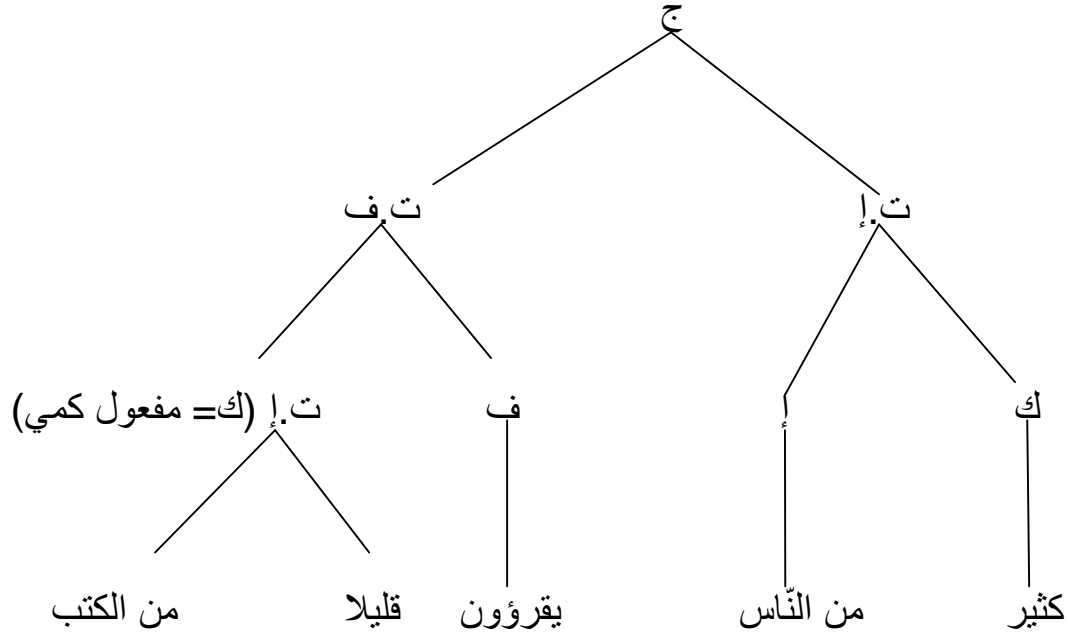 ج
ت.إ ت.ف
ك إ ف ت.إ (ك= مفعول كمي)
كثير من النّاس يقرؤون قليلا من الكتب